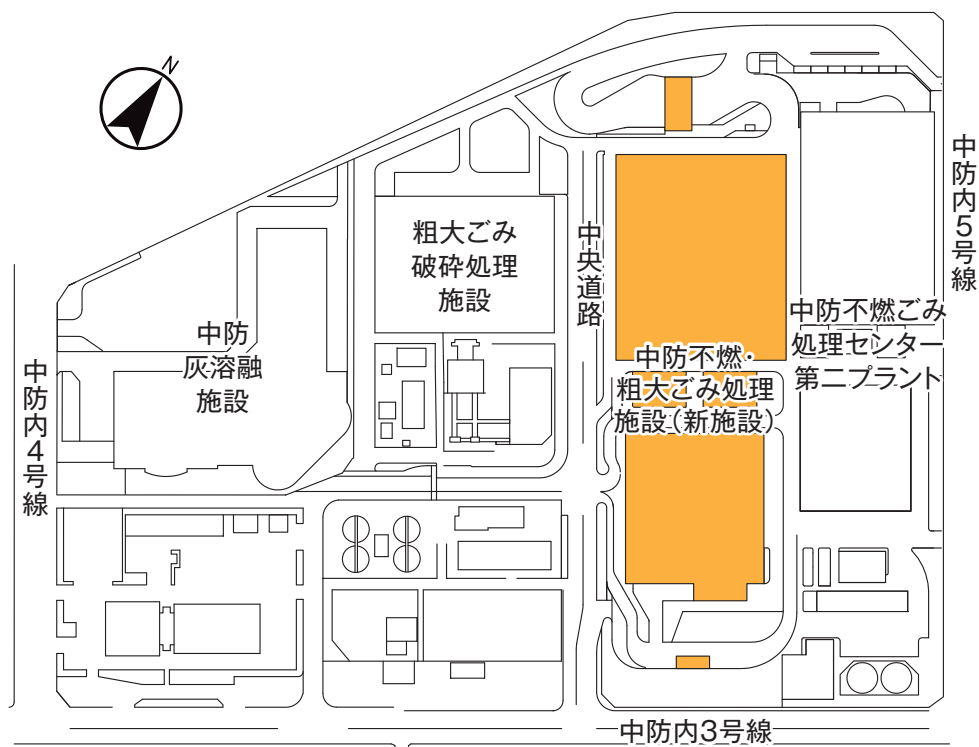 N
粗大ごみ
破砕処理
施設
中防
灰溶融
施設
中防内4号線
中央道路
中防不燃・
粗大ごみ処理
施設(新施設)
中防不燃ごみ
処理センター
第二プラント
中防内5号線
中防内3号線